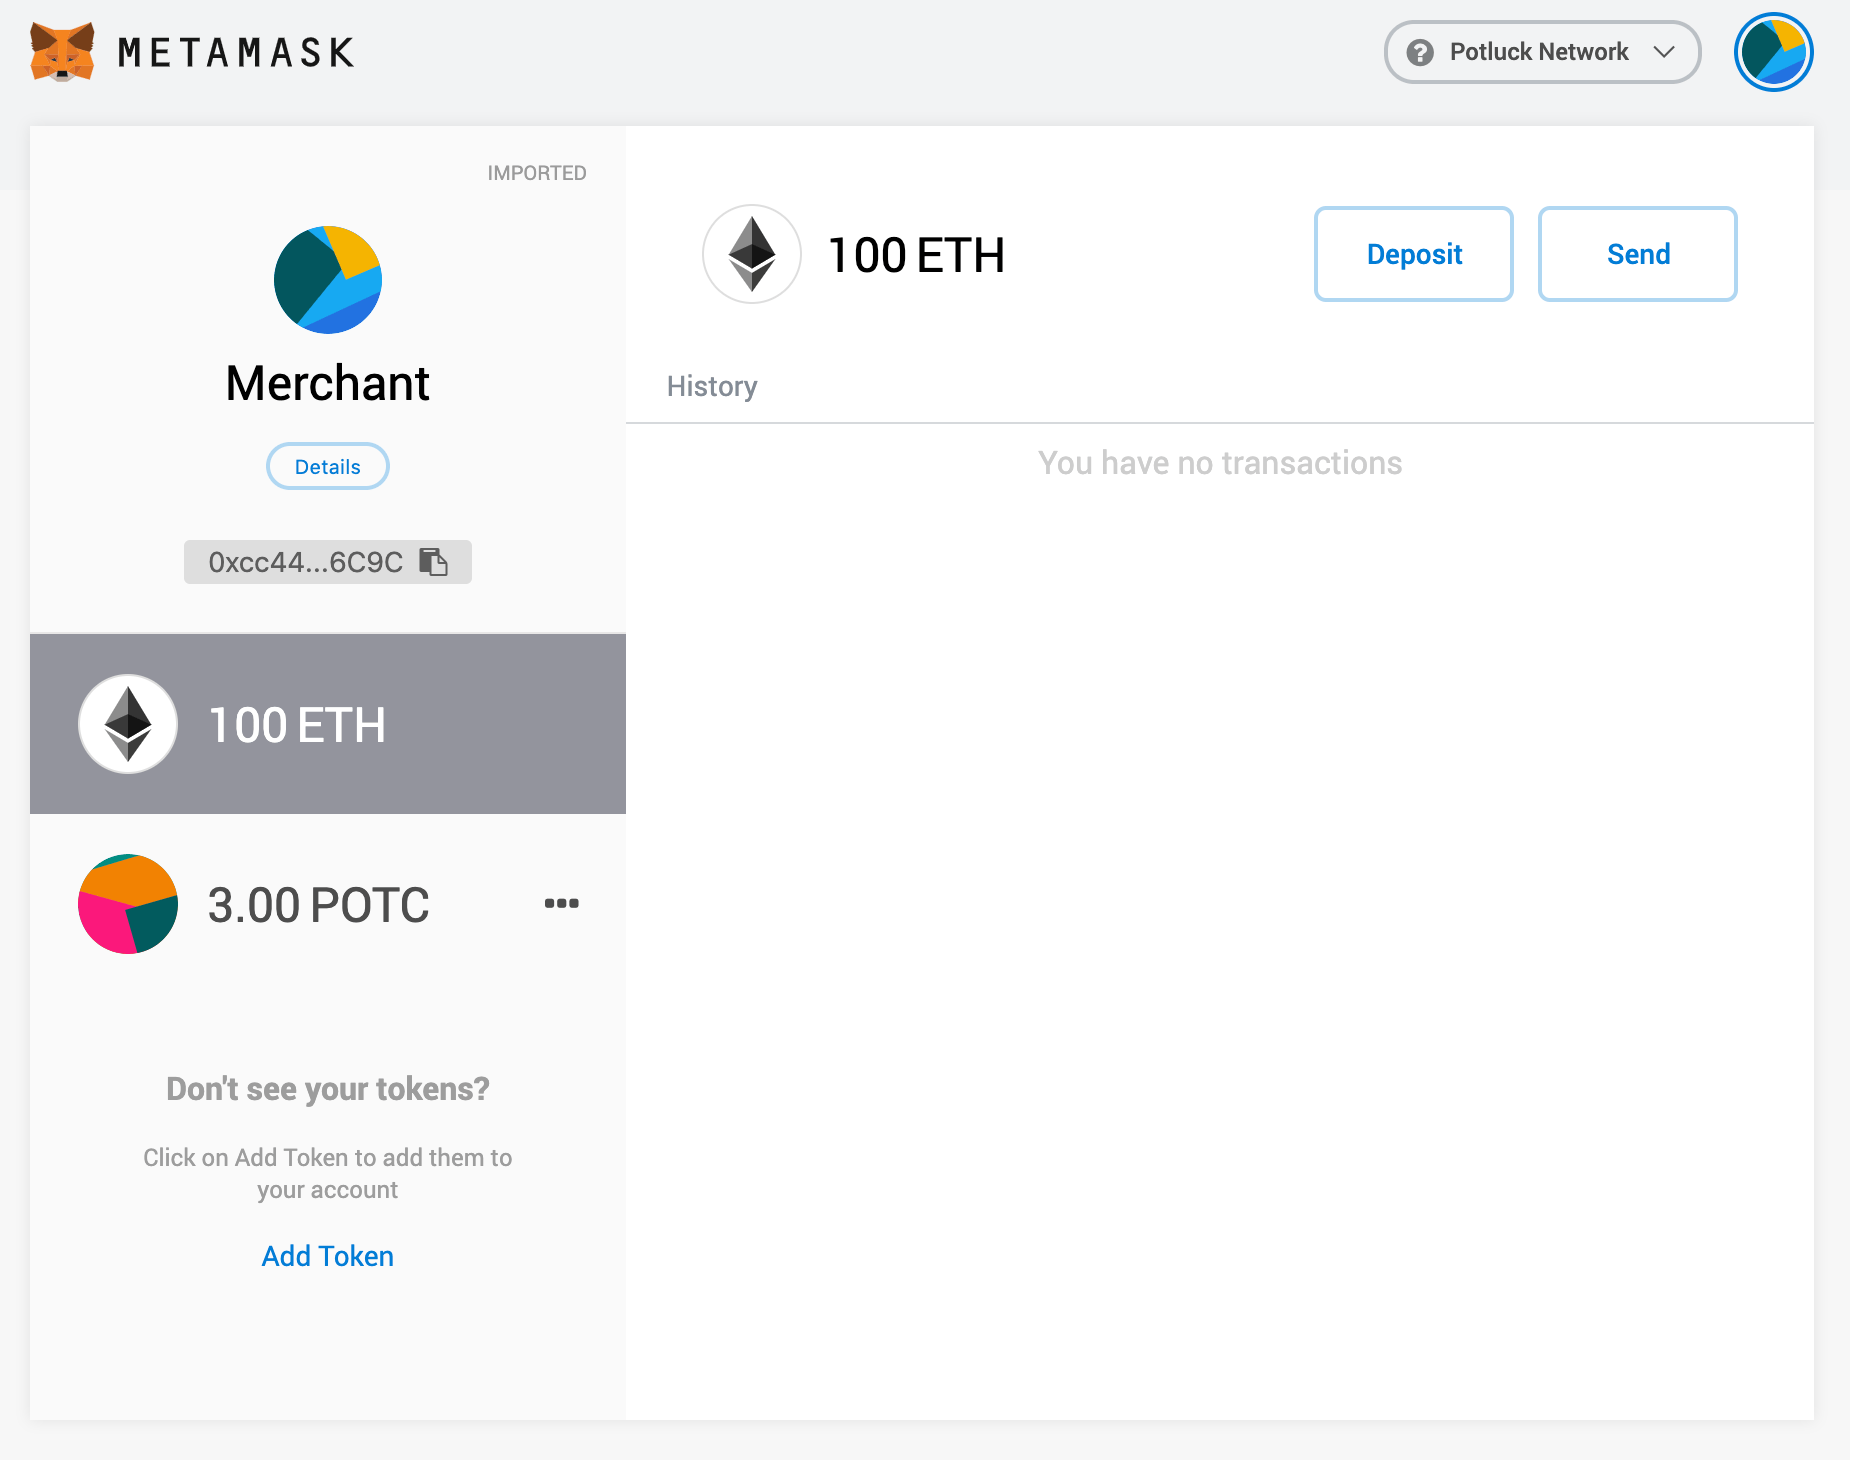 METAMASK
Potluck Network
IMPORTED
Merchant
Details
0xcc44...6C9C
100 ETH
3.00 POTC
Don't see your tokens?
Click on Add Token to add them to
your account
Add Token
100 ETH
Deposit
Send
History
You have no transactions